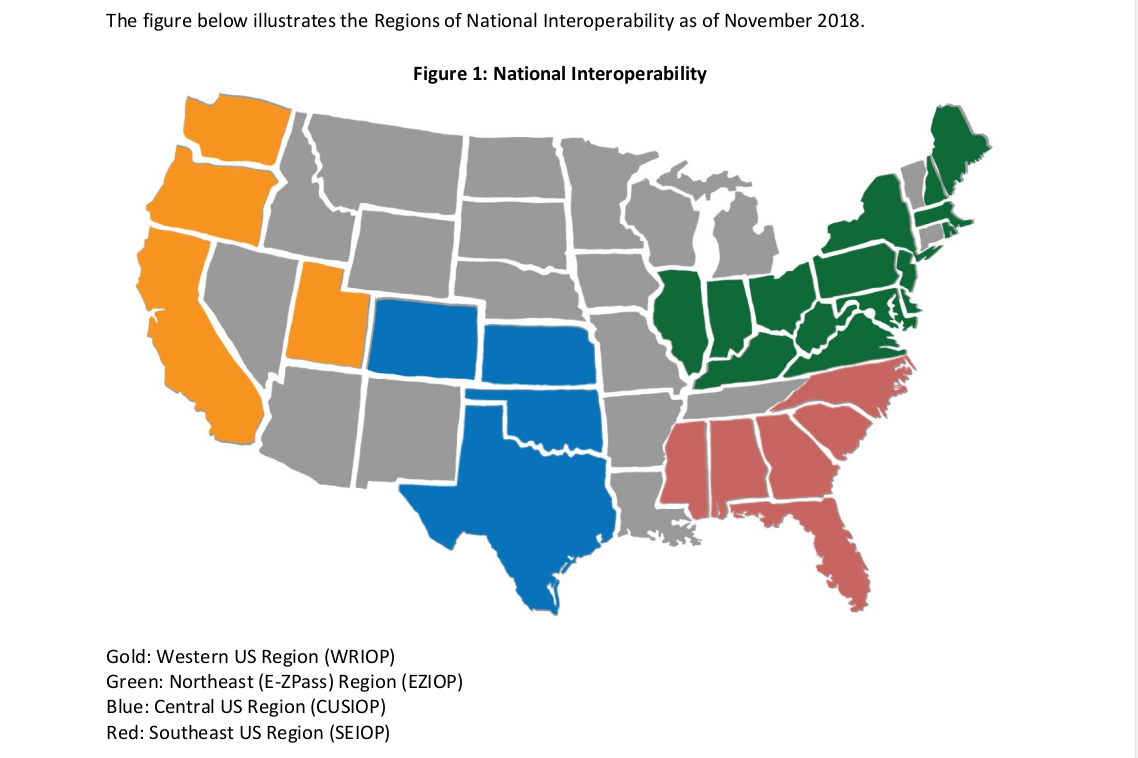 The figure below illustrates the Regions of National Interoperability as of November 2018.
Figure 1: National Interoperability
Gold: Western US Region (WRIOP)
Green: Northeast (E-ZPass) Region (EZIOP)
Blue: Central US Region (CUSIOP)
Red: Southeast US Region (SEIOP)